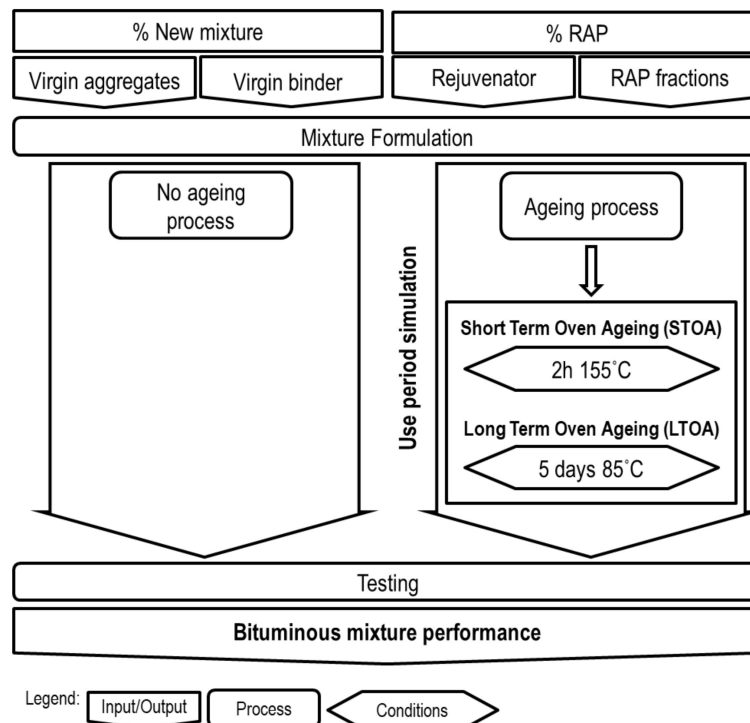 % New mixture
% RAP
Virgin aggregates
Virgin binder
Rejuvenator
RAP fractions
Mixture Formulation
No ageing
process
Ageing process
Use period simulation
Short Term Oven Ageing (STOA)
2h 155°C
Long Term Oven Ageing (LTOA)
5 days 85°C
Testing
Bituminous mixture performance
Legend:
Input/Output
Process
Conditions